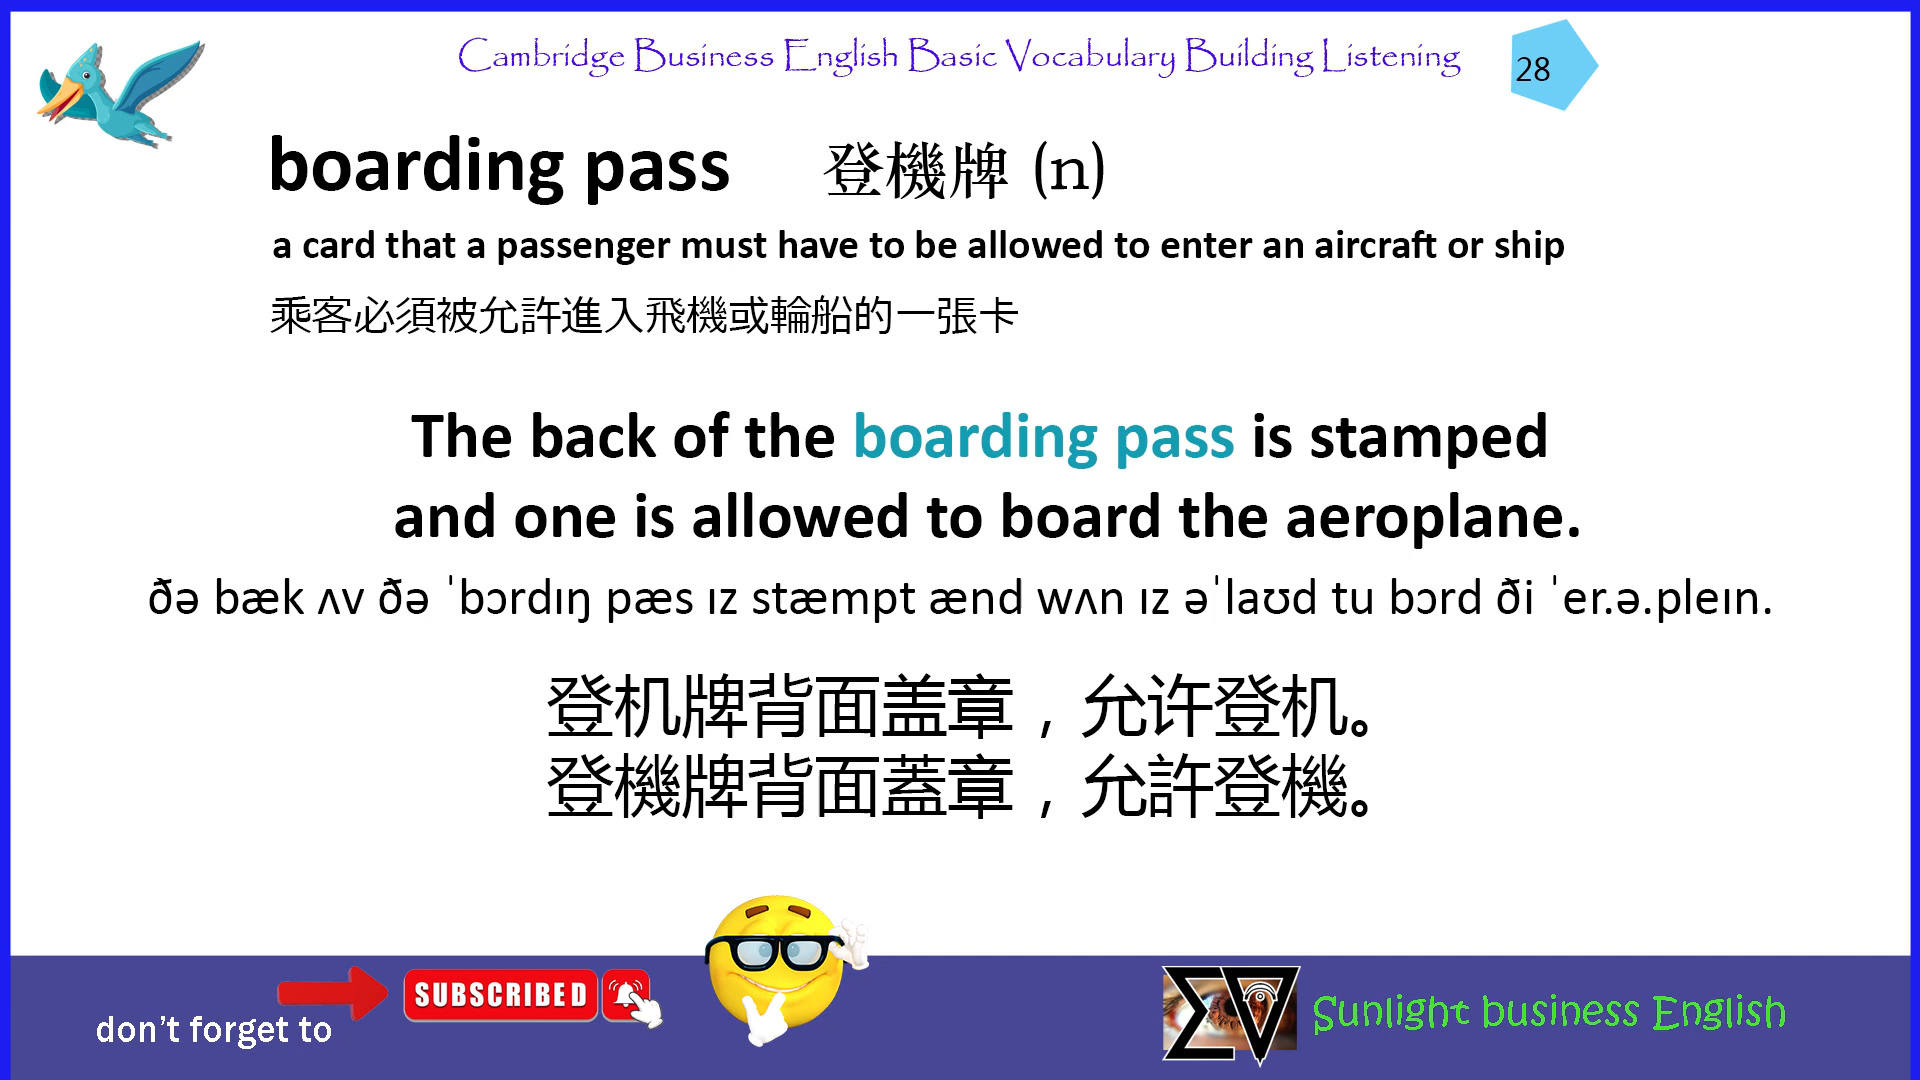 Cambridge Business English Basic Vocabulary Building Listening
28
boarding pass 登機牌 (n)
a card that a passenger must have to be allowed to enter an aircraft or ship
乘客必須被允許進入飛機或輪船的一張卡
The back of the boarding pass is stamped
and one is allowed to board the aeroplane.
ðə bæk ʌv ðə ˈbɔrdɪŋ pæs ɪz stæmpt ænd wʌn ɪz əˈlaʊd tu bɔrd ði ˈer.ə.pleɪn.
登机牌背面盖章，允许登机。
登機牌背面蓋章，允許登機。
don’t forget to
SUBSCRIBED
Sunlight business English